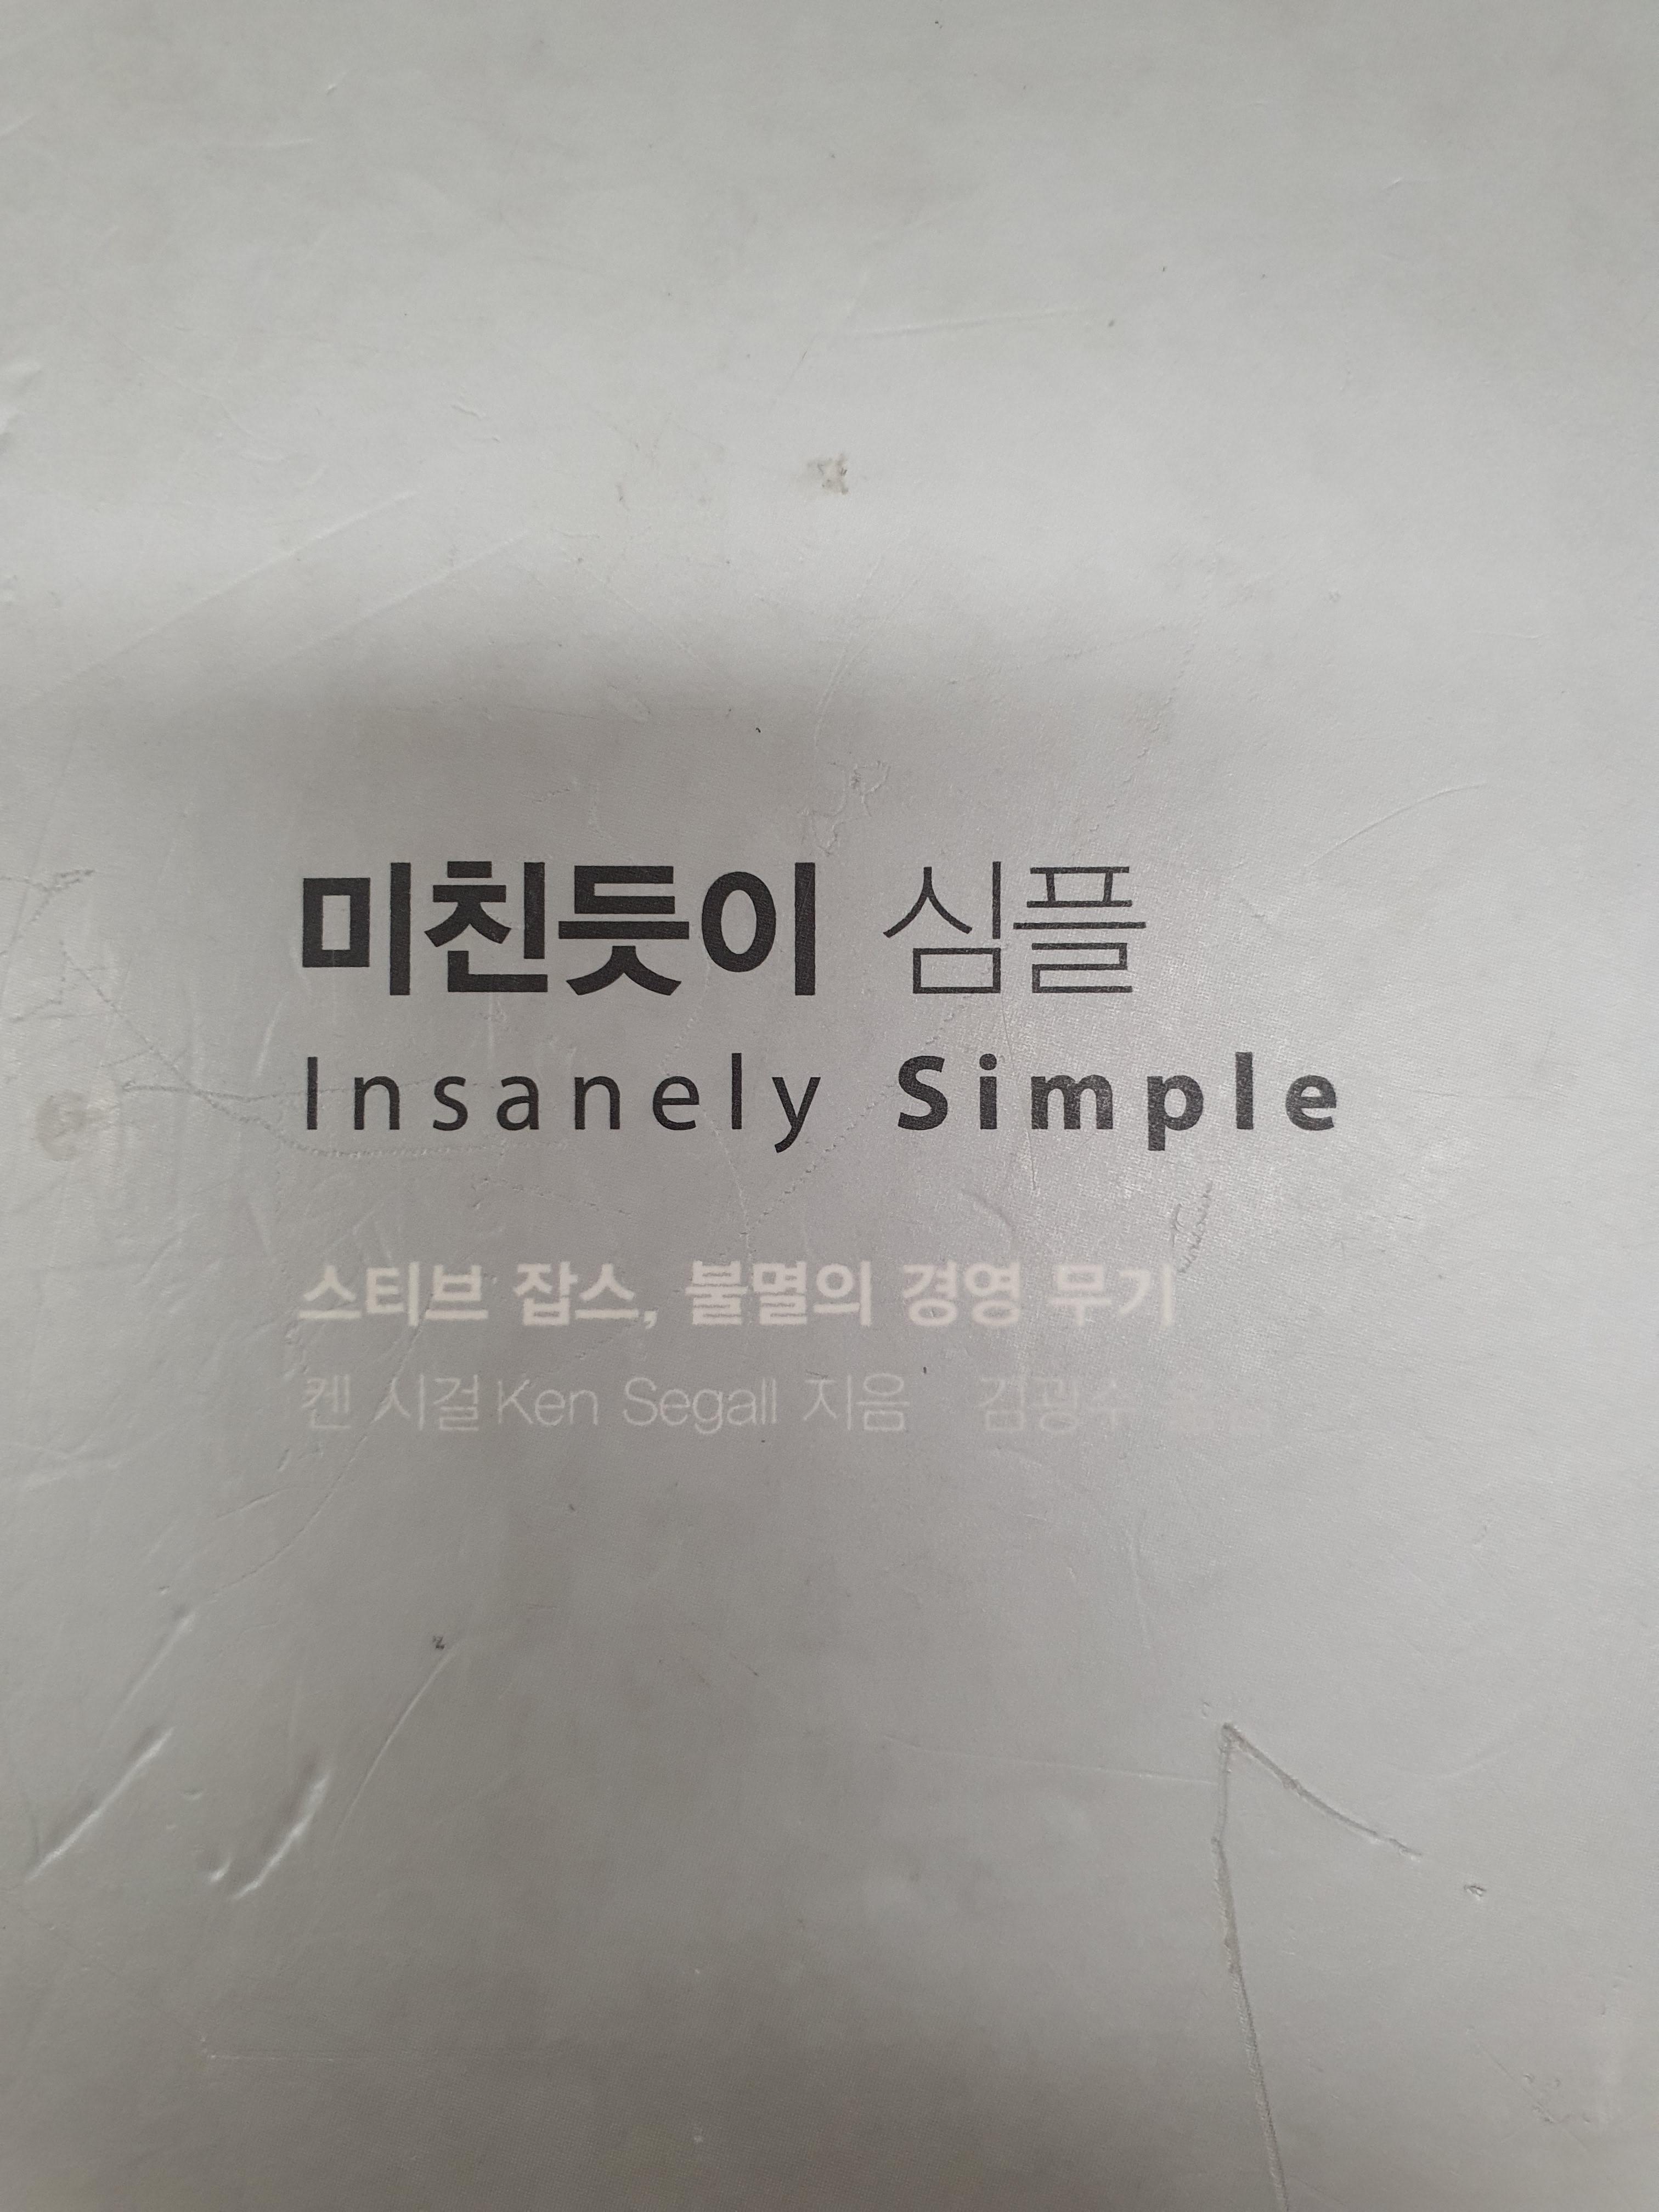 미친듯이 심플
Insanely Simple
스티브 잡스, 불멸의 경영 무기
켄 시걸 Ken Segall 지음 김광수